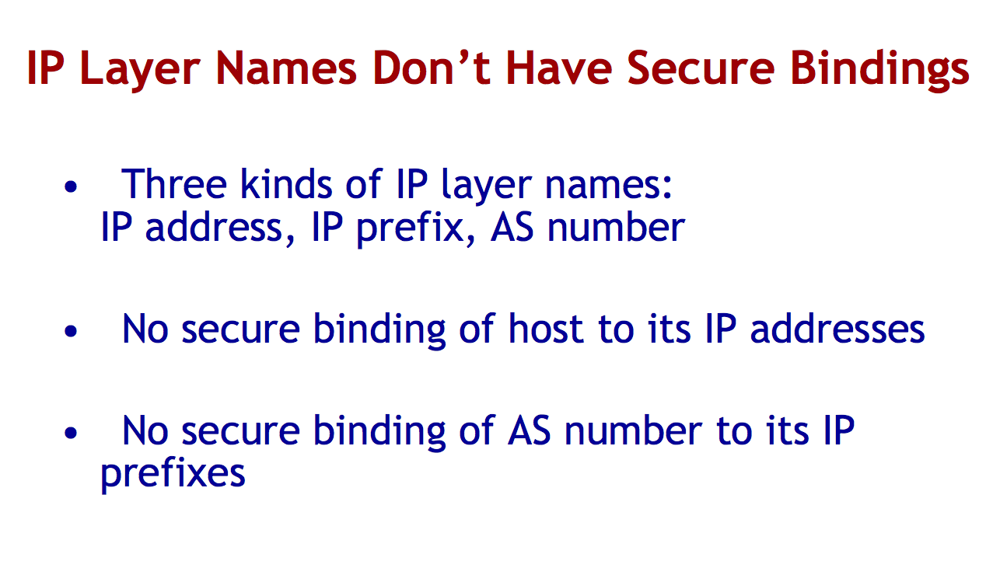 IP Layer Names Don’t Have Secure Bindings
• Three kinds of IP layer names:
IP address, IP prefix, AS number
• No secure binding of host to its IP addresses
• No secure binding of AS number to its IP
prefixes